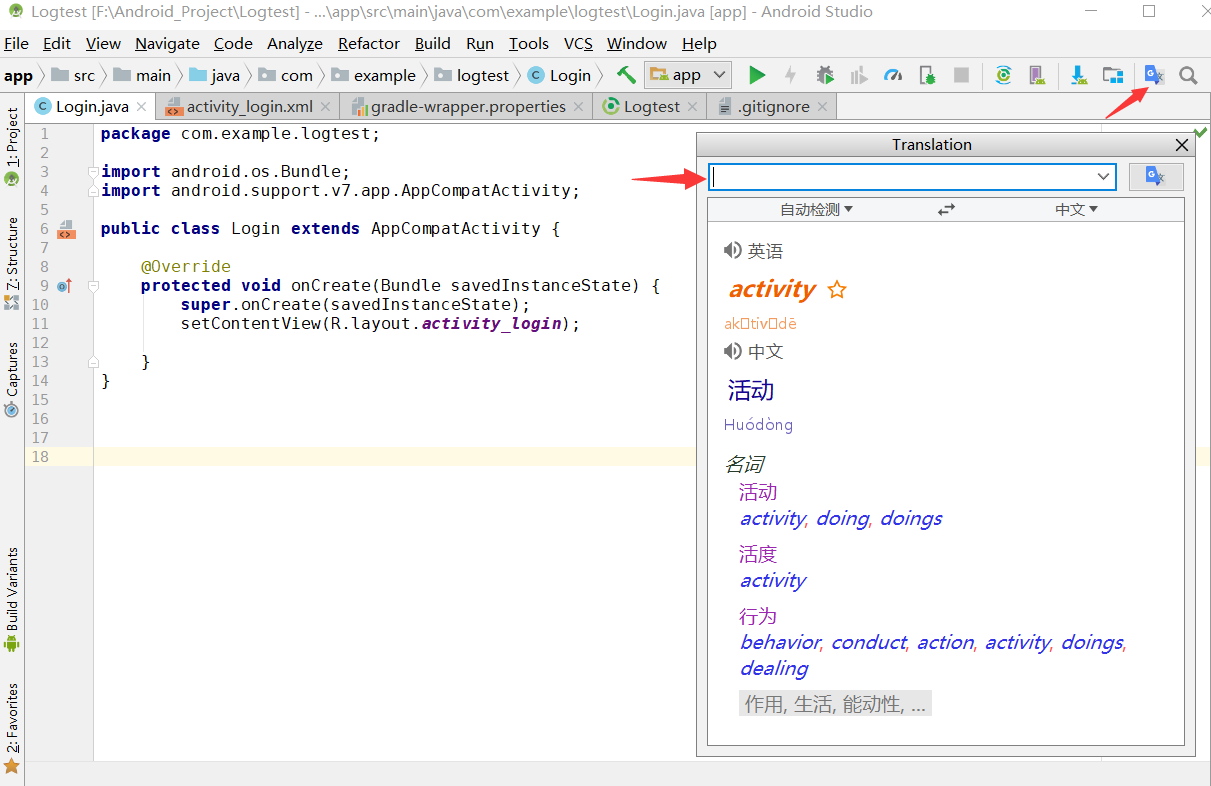 Logtest [F:\Android_Project\Logtest] - ...\app\src\main\java\com\example\logtest\Login.java [app] - Android Studio
File Edit View Navigate Code Analyze Refactor Build Run Tools VCS Window Help
app src main java com example logtest C Login app
C Login.java activity_login.xml gradle-wrapper.properties Logtest .gitignore
1: Project
Z: Structure
Captures
Build Variants
2: Favorites
1 package com.example.logtest;
2
3 import android.os.Bundle;
4 import android.support.v7.app.AppCompatActivity;
5
6 public class Login extends AppCompatActivity {
7
8 @Override
9 protected void onCreate(Bundle savedInstanceState) {
10 super.onCreate(savedInstanceState);
11 setContentView(R.layout.activity_login);
12
13 }
14 }
15
16
17
18
Translation
自动检测 中文
英语
activity
ak▯tiv▯dē
中文
活动
Huódòng
名词
活动
activity, doing, doings
活度
activity
行为
behavior, conduct, action, activity, doings,
dealing
作用, 生活, 能动性, ...